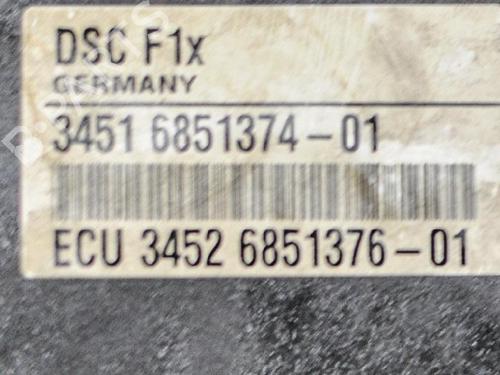 DSC F1x
GERMANY
3451 6851374-01
ECU 3452 6851376-01